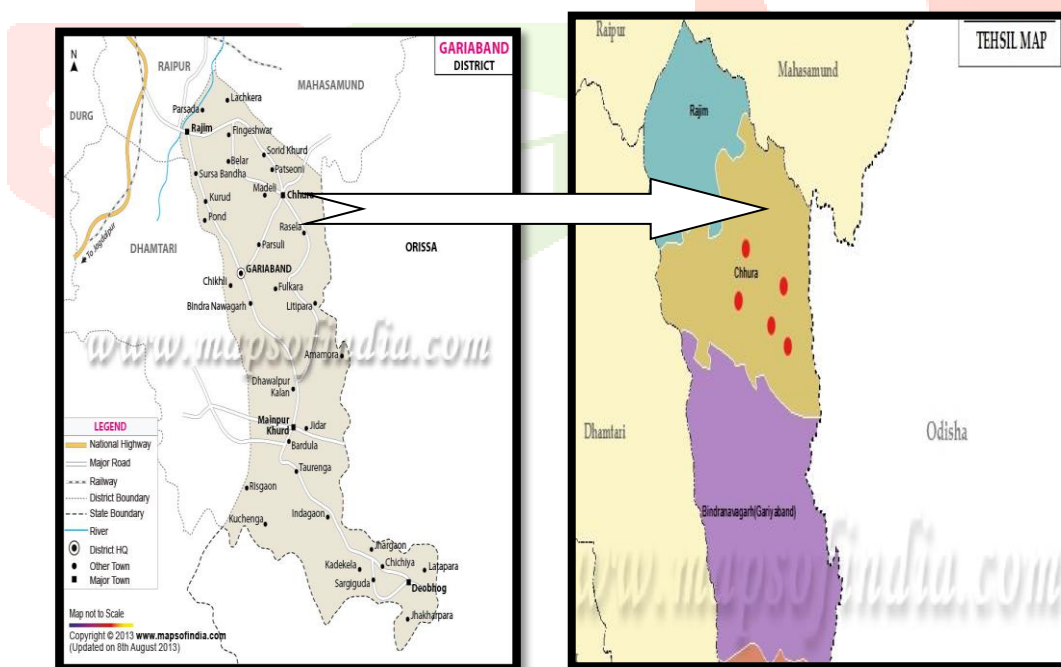 GARIABAND
DISTRICT
N
RAIPUR
MAHASAMUND
DURG
DHAMTARI
ORISSA
Lachkera
Parsada
Rajim
Fingeshwar
Sorid Khurd
Belar
Patseoni
Sursa Bandha
Madeli
Chhura
Kurud
Pond
Rasela
Parsuli
To Jagdalpur
GARIABAND
Chikhli
Fulkara
Bindra Nawagarh
Litipara
www.mapsofindia.com
Amamora
Dhawalpur
Kalan
Mainpur
Khurd
Jidar
Bardula
Taurenga
Risgaon
Kuchenga
Indagaon
Jhargaon
Kadekela
Chichiya
Latapara
Sargiguda
Deobhog
Jhakharpara
LEGEND
National Highway
Major Road
Railway
District Boundary
State Boundary
River
District HQ
Other Town
Major Town
Map not to Scale
Copyright © 2013 www.mapsofindia.com
(Updated on 8th August 2013)
TEHSIL MAP
Raipur
Mahasamund
Rajim
Chhura
Dhamtari
Odisha
Bindranavagarh(Gariyaband)
www.mapsofindia.com